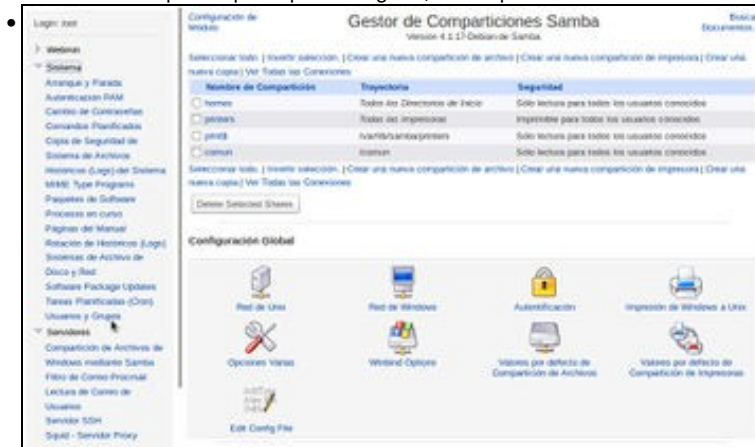 Login: root
Webmin
Sistema
Arranque y Parada
Autentificación PAM
Cambio de Contraseñas
Comandos Planificados
Copia de Seguridad de
Sistema de Archivos
Históricos (Logs) del Sistema
MIME Type Programs
Paquetes de Software
Procesos en curso
Páginas del Manual
Rotación de Históricos (Logs)
Sistemas de Archivo de
Disco y Red
Software Package Updates
Tareas Planificadas (Cron)
Usuarios y Grupos
Servidores
Compartición de Archivos de
Windows mediante Samba
Filtro de Correo Procmail
Lectura de Correo de
Usuarios
Servidor SSH
Squid - Servidor Proxy
Configuración de
Módulo
Gestor de Comparticiones Samba
Versión 4.1.17-Debian de Samba
Busca
Documentos
Seleccionar todo. | Invertir selección. | Crear una nueva compartición de archivo | Crear una nueva compartición de impresora | Crear una
nueva copia | Ver Todas las Conexiones
Nombre de Compartición Trayectoria Seguridad
homes Todos los Directorios de Inicio Sólo lectura para todos los usuarios conocidos
printers Todas las Impresoras Imprimible para todos los usuarios conocidos
print$ /var/lib/samba/printers Sólo lectura para todos los usuarios conocidos
comun /comun Sólo lectura para todos los usuarios conocidos
Seleccionar todo. | Invertir selección. | Crear una nueva compartición de archivo | Crear una nueva compartición de impresora | Crear una
nueva copia | Ver Todas las Conexiones
Delete Selected Shares
Configuración Global
Red de Unix Red de Windows Autentificación Impresión de Windows a Unix
Opciones Varias Winbind Options Valores por defecto de Compartición de Archivos Valores por defecto de Compartición de Impresoras
Edit Config File